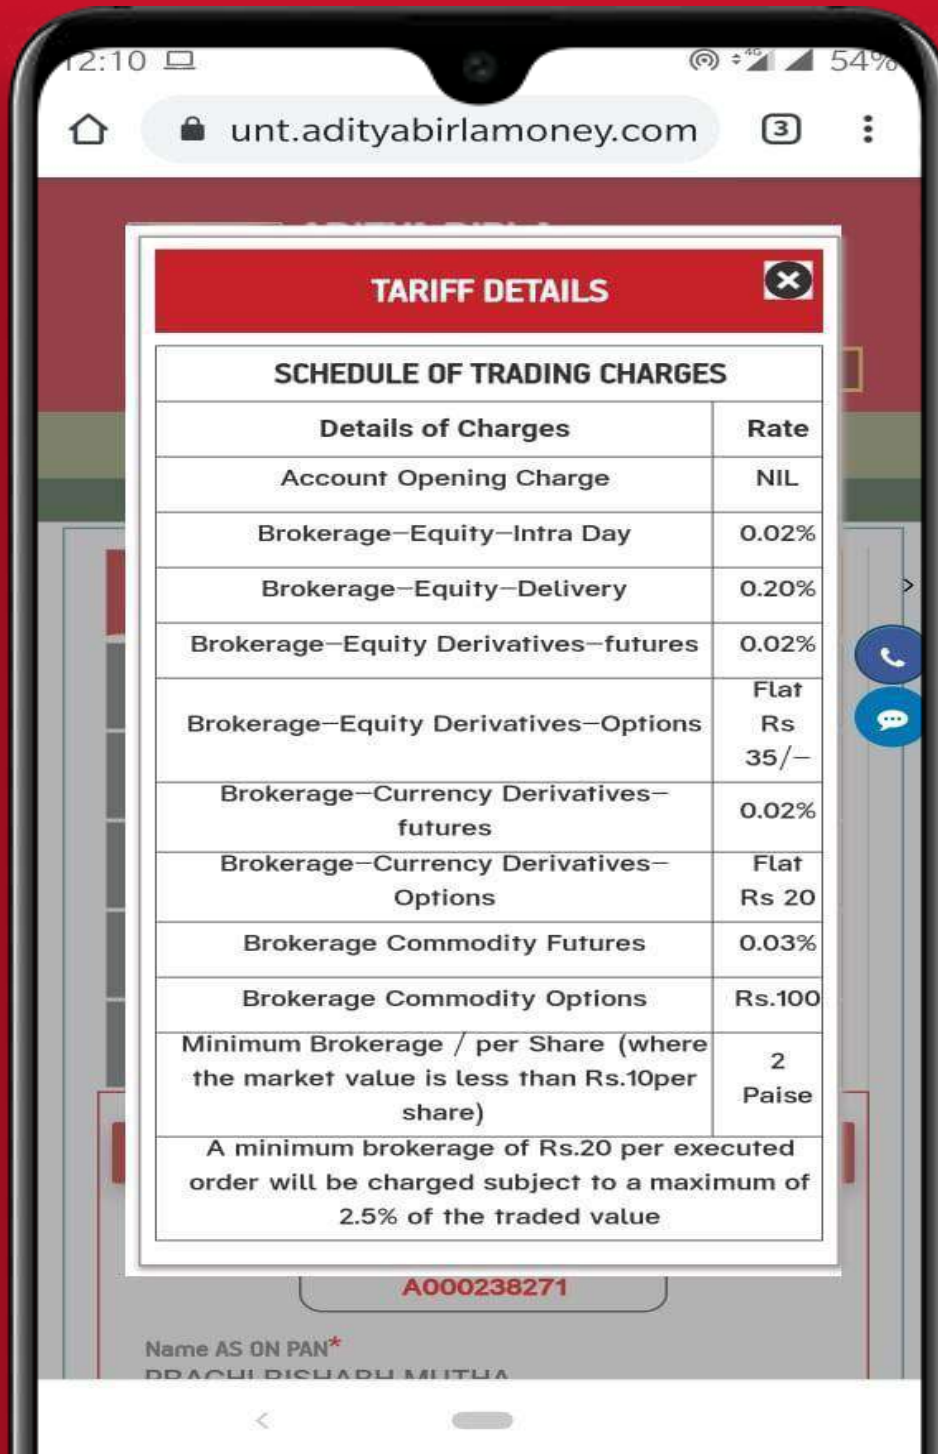 12:10
4G
54%
unt.adityabirlamoney.com
3
TARIFF DETAILS
SCHEDULE OF TRADING CHARGES
Details of Charges Rate
Account Opening Charge NIL
Brokerage—Equity—Intra Day 0.02%
Brokerage—Equity—Delivery 0.20%
Brokerage—Equity Derivatives—futures 0.02%
Brokerage—Equity Derivatives—Options
Flat
Rs
35/—
Brokerage—Currency Derivatives—
futures
0.02%
Brokerage—Currency Derivatives—
Options
Flat
Rs 20
Brokerage Commodity Futures 0.03%
Brokerage Commodity Options Rs.100
Minimum Brokerage / per Share (where
the market value is less than Rs.10per
share)
2
Paise
A minimum brokerage of Rs.20 per executed
order will be charged subject to a maximum of
2.5% of the traded value
A000238271
Name AS ON PAN*
PRACHI RISHABH MUTHA